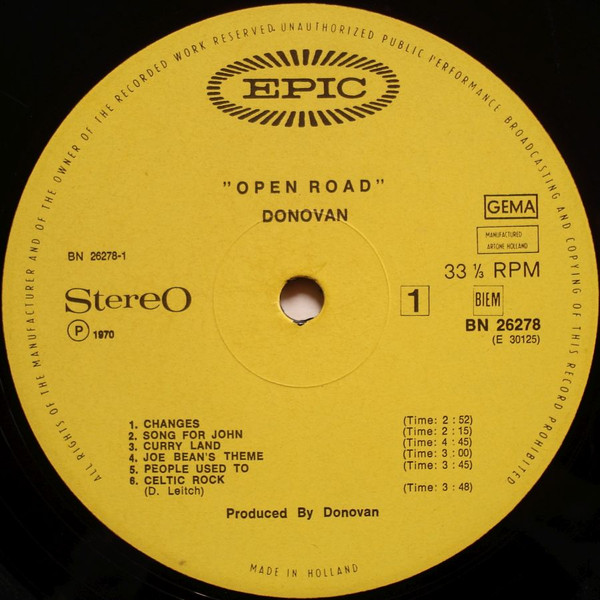 ALL RIGHTS OF THE MANUFACTURER AND OF THE OWNER OF THE RECORDED WORK RESERVED. UNAUTHORIZED PUBLIC PERFORMANCE BROADCASTING AND COPYING OF THIS RECORD PROHIBITED
EPIC
"OPEN ROAD"
DONOVAN
GEMA
MANUFACTURED
ARTONE HOLLAND
BN 26278-1
33 ⅓ RPM
StereO
1
BIEM
Ⓟ 1970
BN 26278
(E 30125)
1. CHANGES (Time: 2 : 52)
2. SONG FOR JOHN (Time: 2 : 15)
3. CURRY LAND (Time: 4 : 45)
4. JOE BEAN'S THEME (Time: 3 : 00)
5. PEOPLE USED TO (Time: 3 : 45)
6. CELTIC ROCK
(D. Leitch) (Time: 3 : 48)
Produced By Donovan
MADE IN HOLLAND